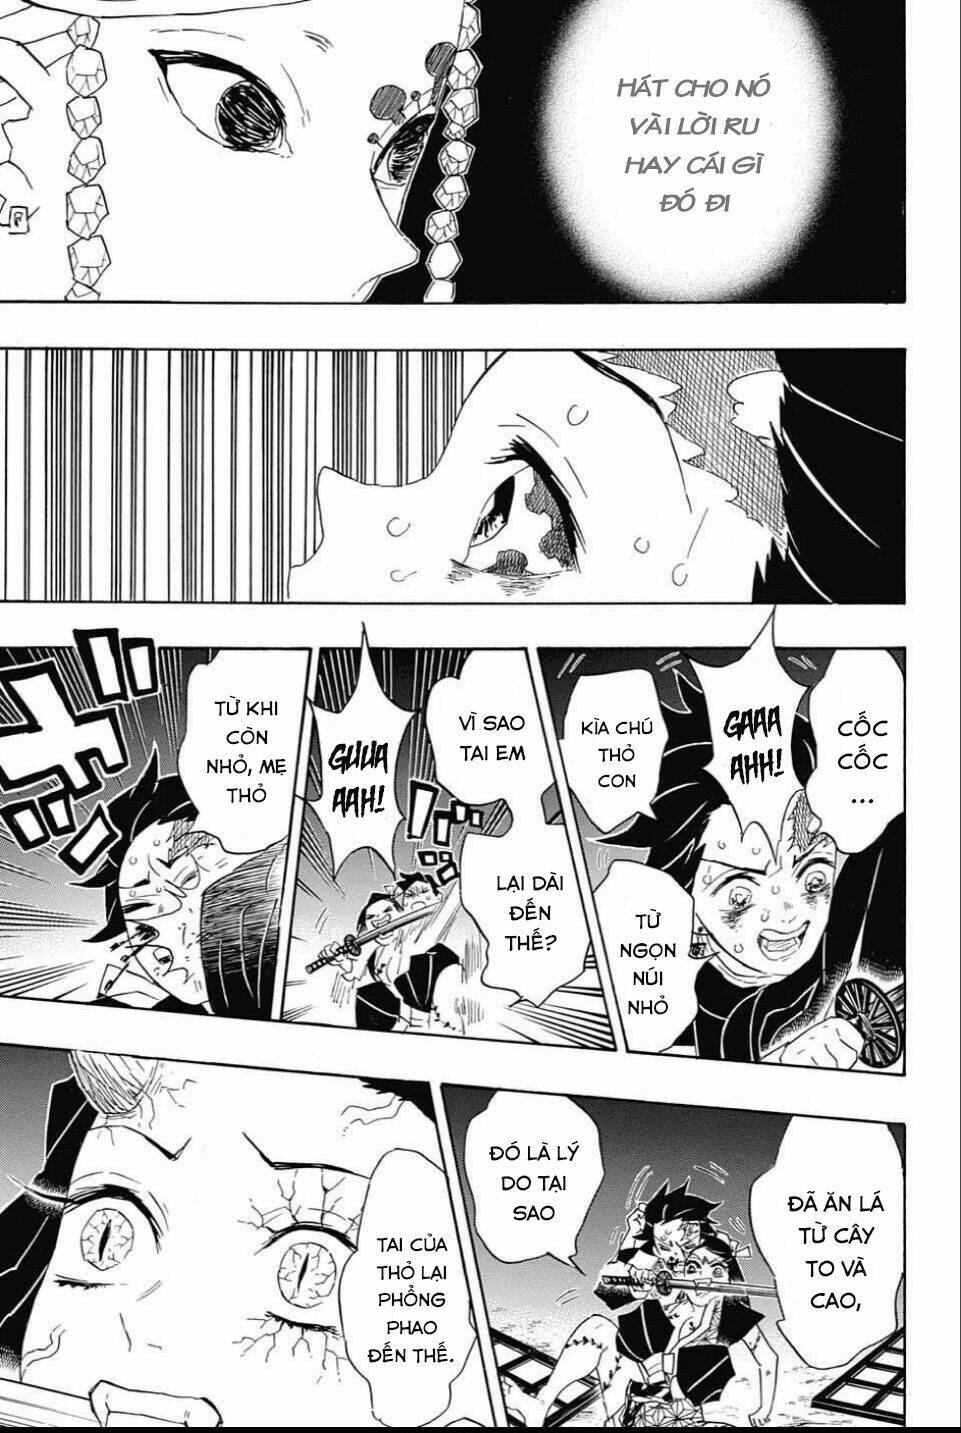 HÁT CHO NÓ
VÀI LỜI RU
HAY CÁI GÌ
ĐÓ ĐI
CỐC
CỐC
...
GAAA
AHH!
KÌA CHÚ
THỎ
CON
TỪ
NGỌN
NÚI
NHỎ
VÌ SAO
TAI EM
LẠI DÀI
ĐẾN
THẾ?
GUUA
AAH!
TỪ KHI
CÒN
NHỎ, MẸ
THỎ
ĐÃ ĂN LÁ
TỪ CÂY
TO VÀ
CAO,
ĐÓ LÀ LÝ
DO TẠI
SAO
TAI CỦA
THỎ LẠI
PHỔNG
PHAO
ĐẾN THẾ.